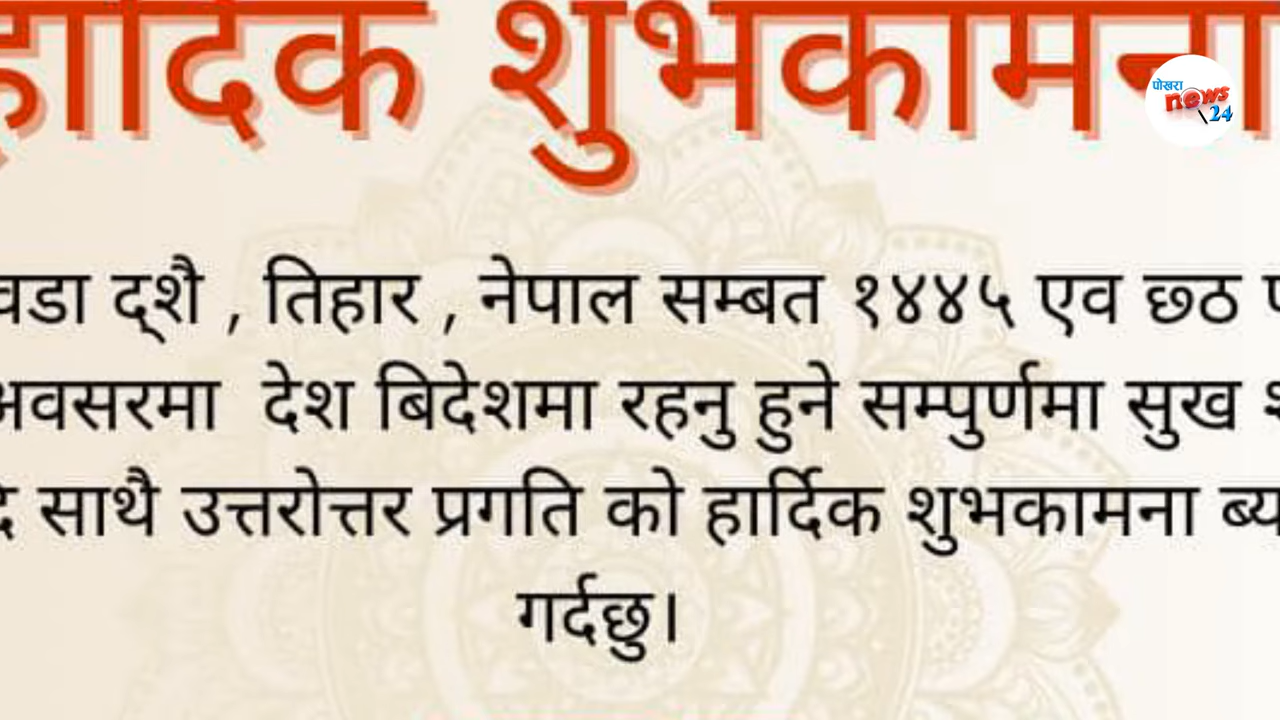 हार्दिक शुभकामना
पोखरा
news
24
वडा द्शै , तिहार , नेपाल सम्बत १४४५ एव छठ
अवसरमा देश बिदेशमा रहनु हुने सम्पुर्णमा सुख
साथै उत्तरोत्तर प्रगति को हार्दिक शुभकामना
गर्दछु।